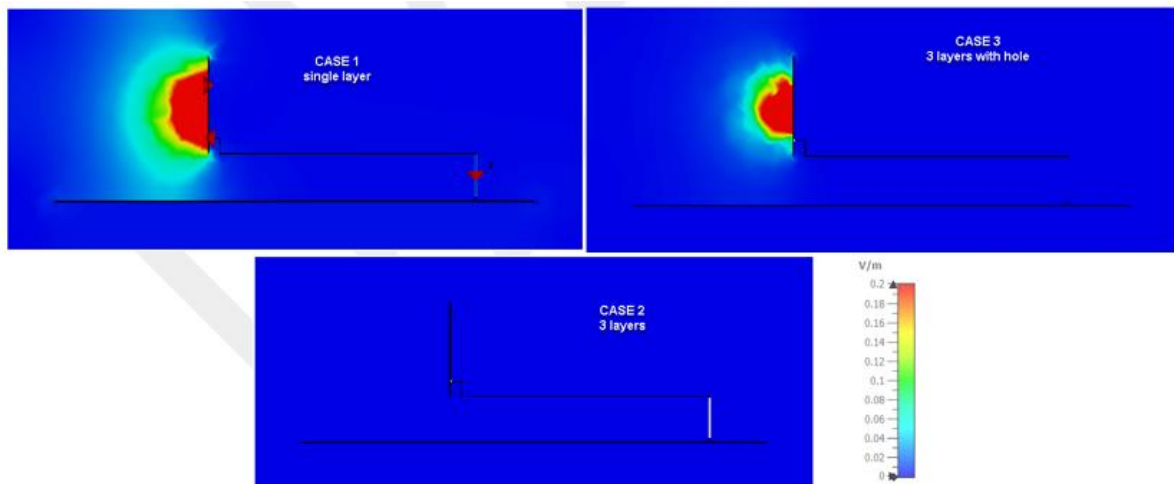 CASE 1
single layer
CASE 3
3 layers with hole
CASE 2
3 layers
V/m
0.2
0.18
0.16
0.14
0.12
0.1
0.08
0.06
0.04
0.02
0